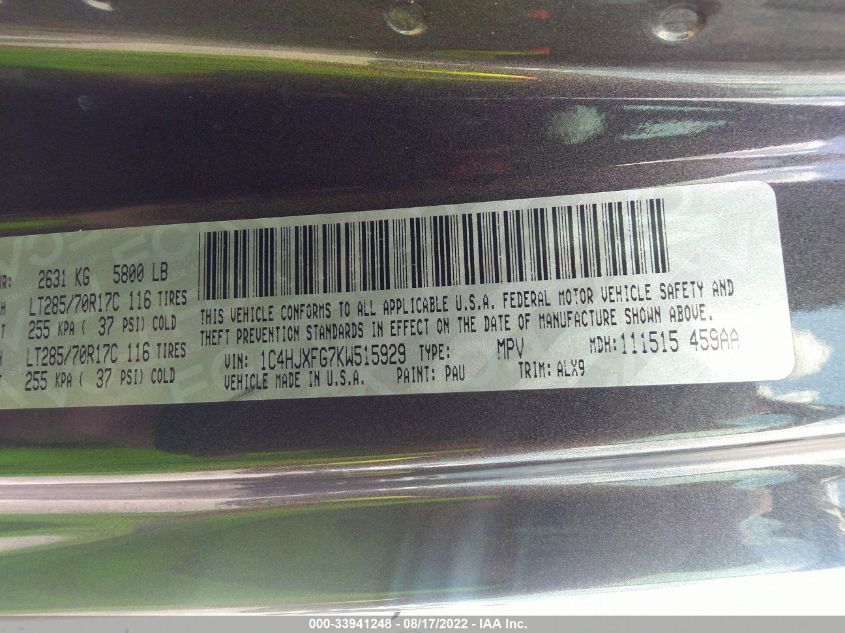 2631 KG 5800 LB
LT285/70R17C 116 TIRES
255 KPA ( 37 PSI) COLD
LT285/70R17C 116 TIRES
255 KPA ( 37 PSI) COLD
THIS VEHICLE CONFORMS TO ALL APPLICABLE U.S.A. FEDERAL MOTOR VEHICLE SAFETY AND
THEFT PREVENTION STANDARDS IN EFFECT ON THE DATE OF MANUFACTURE SHOWN ABOVE.
VIN: 1C4HJXFG7KW515929 TYPE: MPV MDH: 111515 459AA
VEHICLE MADE IN U.S.A. PAINT: PAU TRIM: ALX9
000-33941248 - 08/17/2022 - IAA Inc.